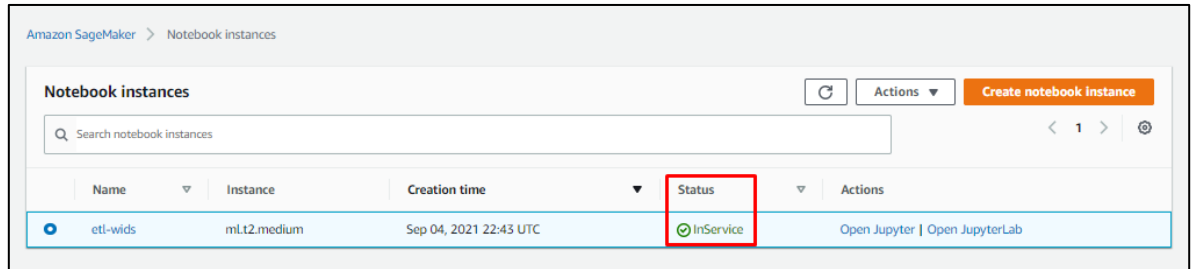 Amazon SageMaker > Notebook instances
Notebook instances
Actions ▼ Create notebook instance
Search notebook instances
< 1 >
Name Instance Creation time Status Actions
etl-wids ml.t2.medium Sep 04, 2021 22:43 UTC InService Open Jupyter | Open JupyterLab